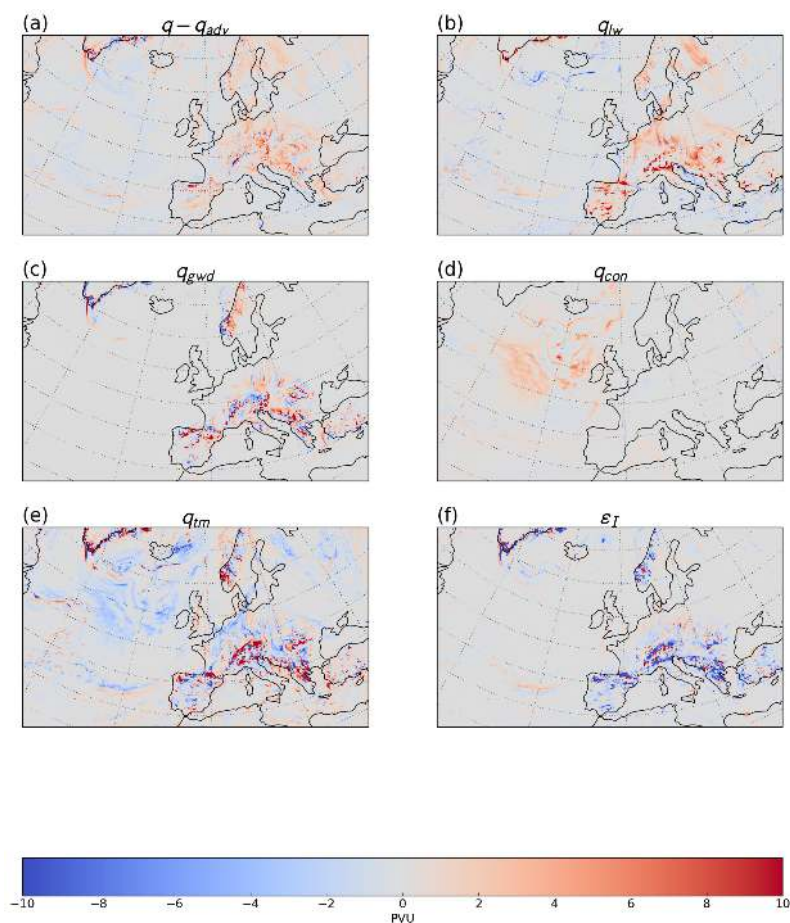 (a) q − q_adv
(b) q_lw
(c) q_gwd
(d) q_con
(e) q_tm
(f) ε_I
−10 −8 −6 −4 −2 0 2 4 6 8 10
PVU